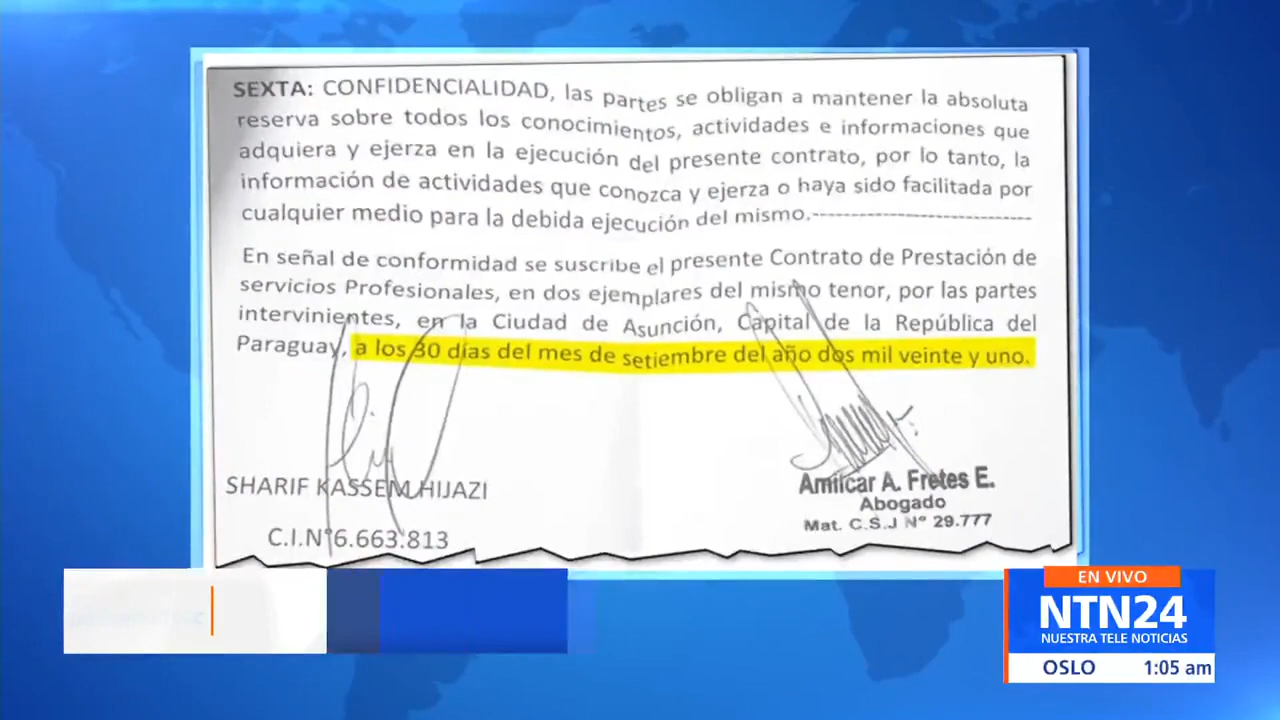 SEXTA: CONFIDENCIALIDAD, las partes se obligan a mantener la absoluta
reserva sobre todos los conocimientos, actividades e informaciones que
adquiera y ejerza en la ejecución del presente contrato, por lo tanto, la
información de actividades que conozca y ejerza o haya sido facilitada por
cualquier medio para la debida ejecución del mismo.-----------------------------
En señal de conformidad se suscribe el presente Contrato de Prestación de
servicios Profesionales, en dos ejemplares del mismo tenor, por las partes
intervinientes, en la Ciudad de Asunción, Capital de la República del
Paraguay, a los 30 días del mes de setiembre del año dos mil veinte y uno.
SHARIF KASSEM HIJAZI
C.I.N°6.663.813
Amilcar A. Fretes E.
Abogado
Mat. C.S.J N° 29.777
EN VIVO
NTN24
NUESTRA TELE NOTICIAS
OSLO 1:05 am